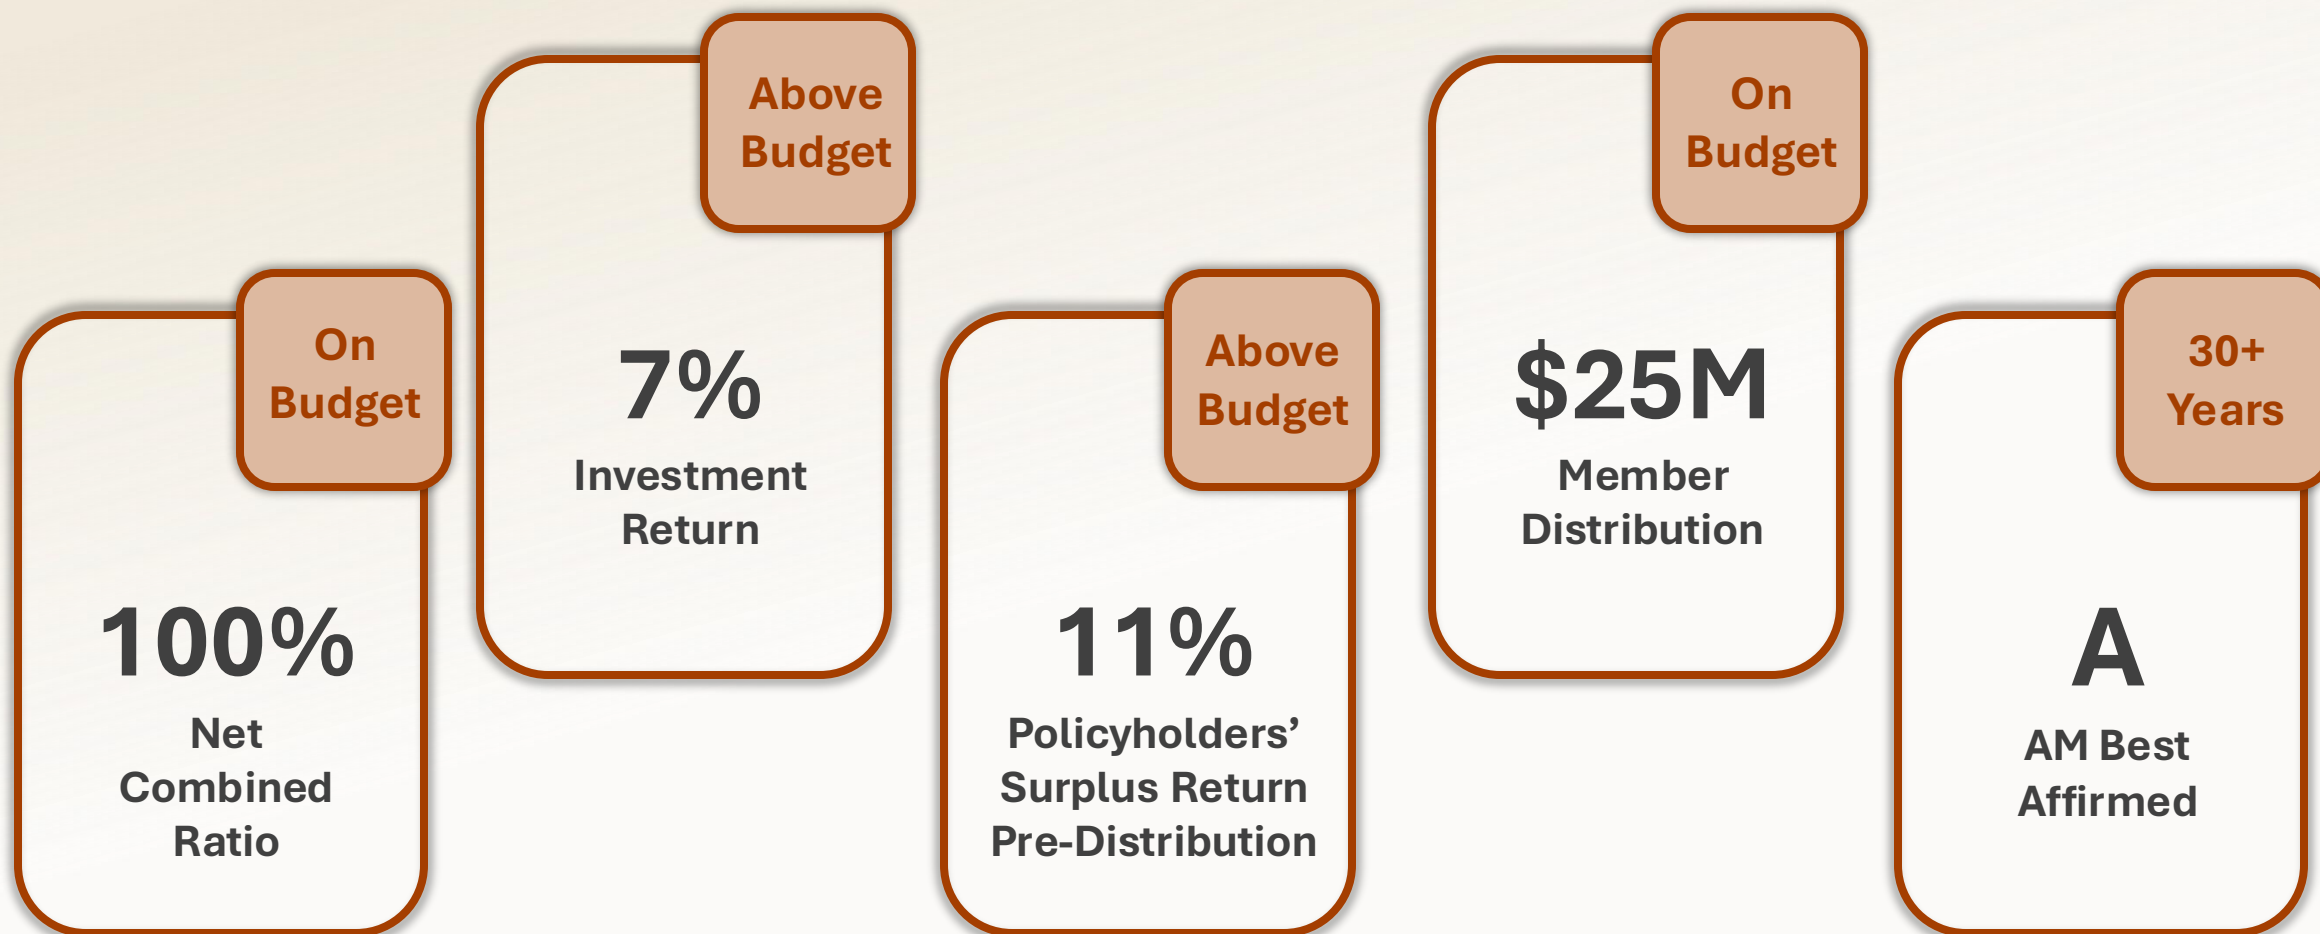 On
Budget
100%
Net
Combined
Ratio
Above
Budget
7%
Investment
Return
Above
Budget
11%
Policyholders’
Surplus Return
Pre-Distribution
On
Budget
$25M
Member
Distribution
30+
Years
A
AM Best
Affirmed